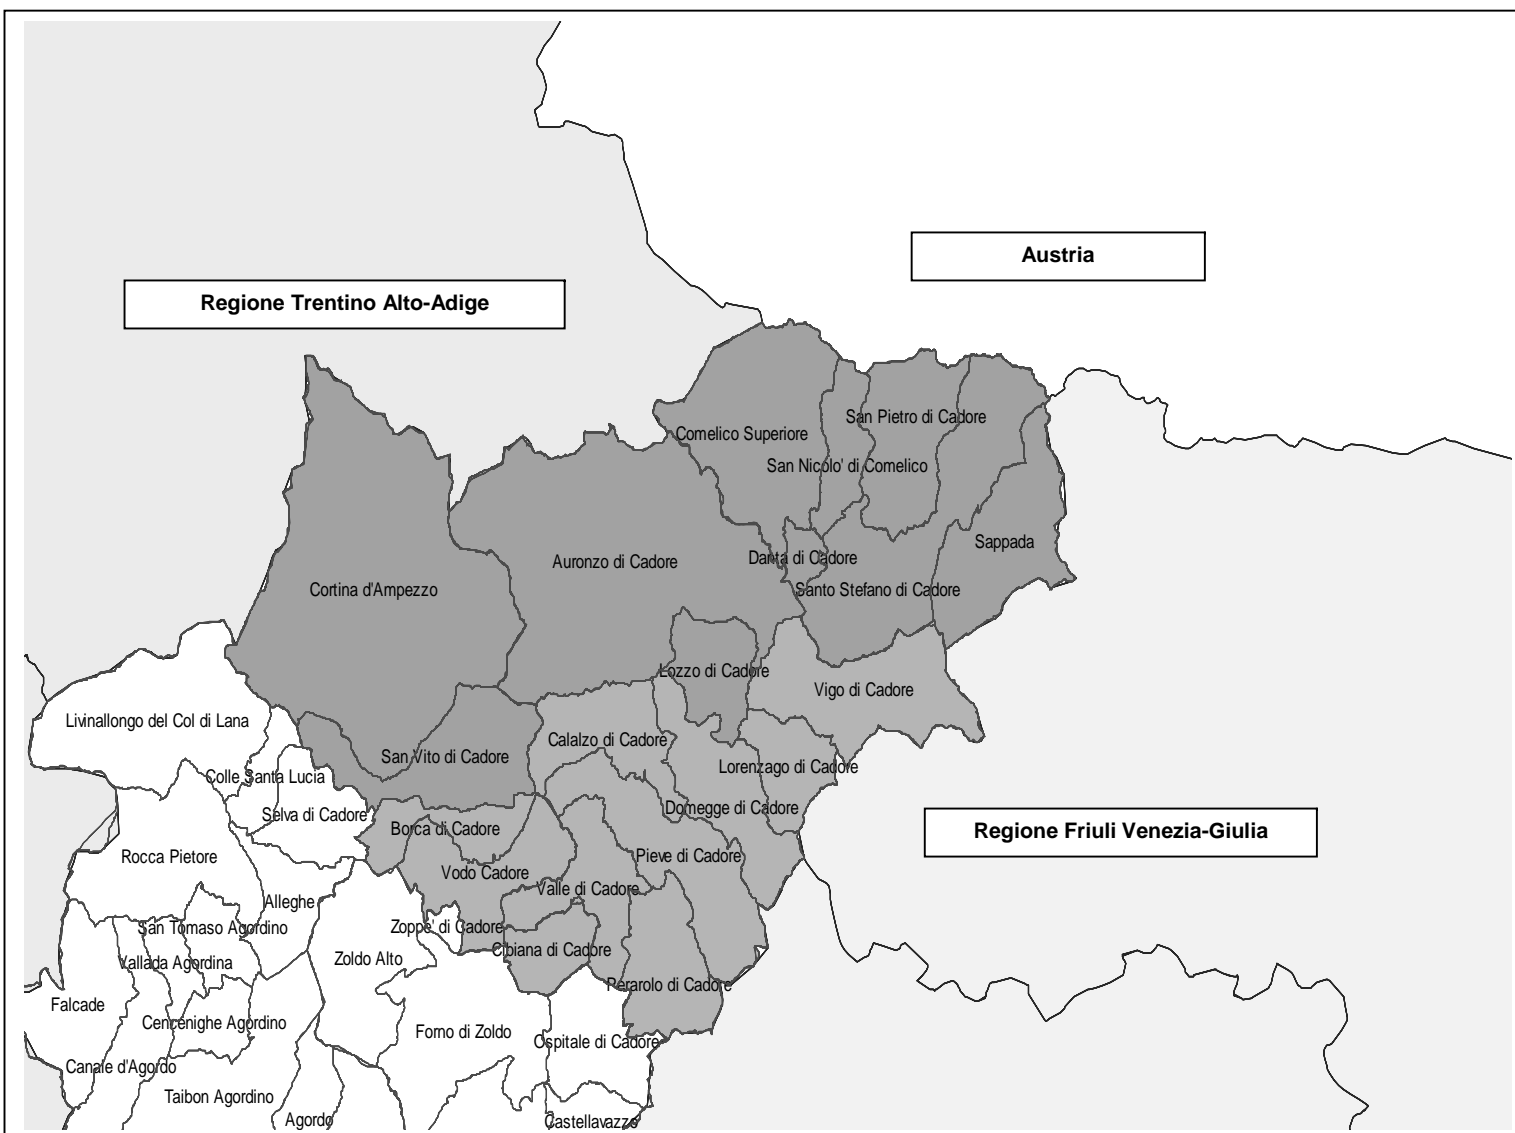 Austria
Regione Trentino Alto-Adige
San Pietro di Cadore
Comelico Superiore
San Nicolo' di Comelico
Sappada
Danta di Cadore
Auronzo di Cadore
Cortina d'Ampezzo
Santo Stefano di Cadore
Lozzo di Cadore
Vigo di Cadore
Livinallongo del Col di Lana
Calalzo di Cadore
San Vito di Cadore
Lorenzago di Cadore
Colle Santa Lucia
Domegge di Cadore
Selva di Cadore
Borca di Cadore
Regione Friuli Venezia-Giulia
Rocca Pietore
Pieve di Cadore
Vodo Cadore
Valle di Cadore
Alleghe
San Tomaso Agordino
Zoppe' di Cadore
Cibiana di Cadore
Zoldo Alto
Vallada Agordina
Perarolo di Cadore
Falcade
Cencenighe Agordino
Forno di Zoldo
Ospitale di Cadore
Canale d'Agordo
Taibon Agordino
Agordo
Castellavazzo